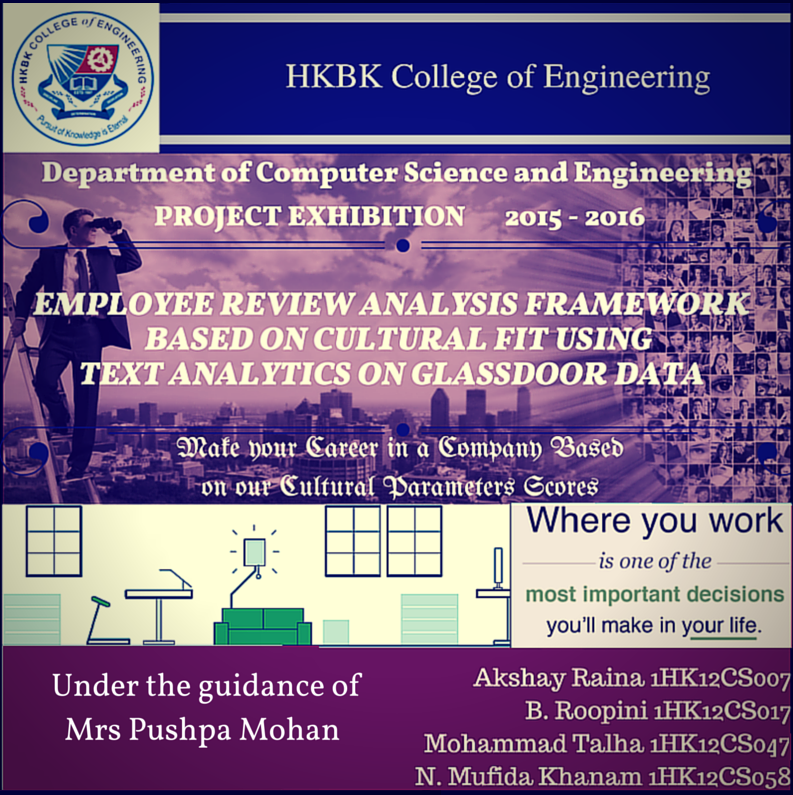 HKBK COLLEGE of ENGINEERING
Pursuit of Knowledge is Eternal
HKBK College of Engineering
Department of Computer Science and Engineering
PROJECT EXHIBITION 2015 - 2016
EMPLOYEE REVIEW ANALYSIS FRAMEWORK
BASED ON CULTURAL FIT USING
TEXT ANALYTICS ON GLASSDOOR DATA
Make your Career in a Company Based
on our Cultural Parameters Scores
Where you work
is one of the
most important decisions
you'll make in your life.
Under the guidance of
Mrs Pushpa Mohan
Akshay Raina 1HK12CS007
B. Roopini 1HK12CS017
Mohammad Talha 1HK12CS047
N. Mufida Khanam 1HK12CS058